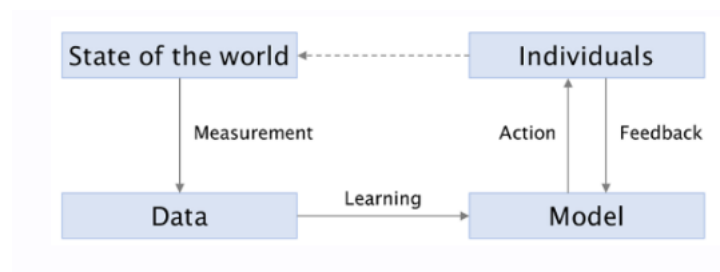 State of the world
Individuals
Measurement
Action
Feedback
Learning
Data
Model